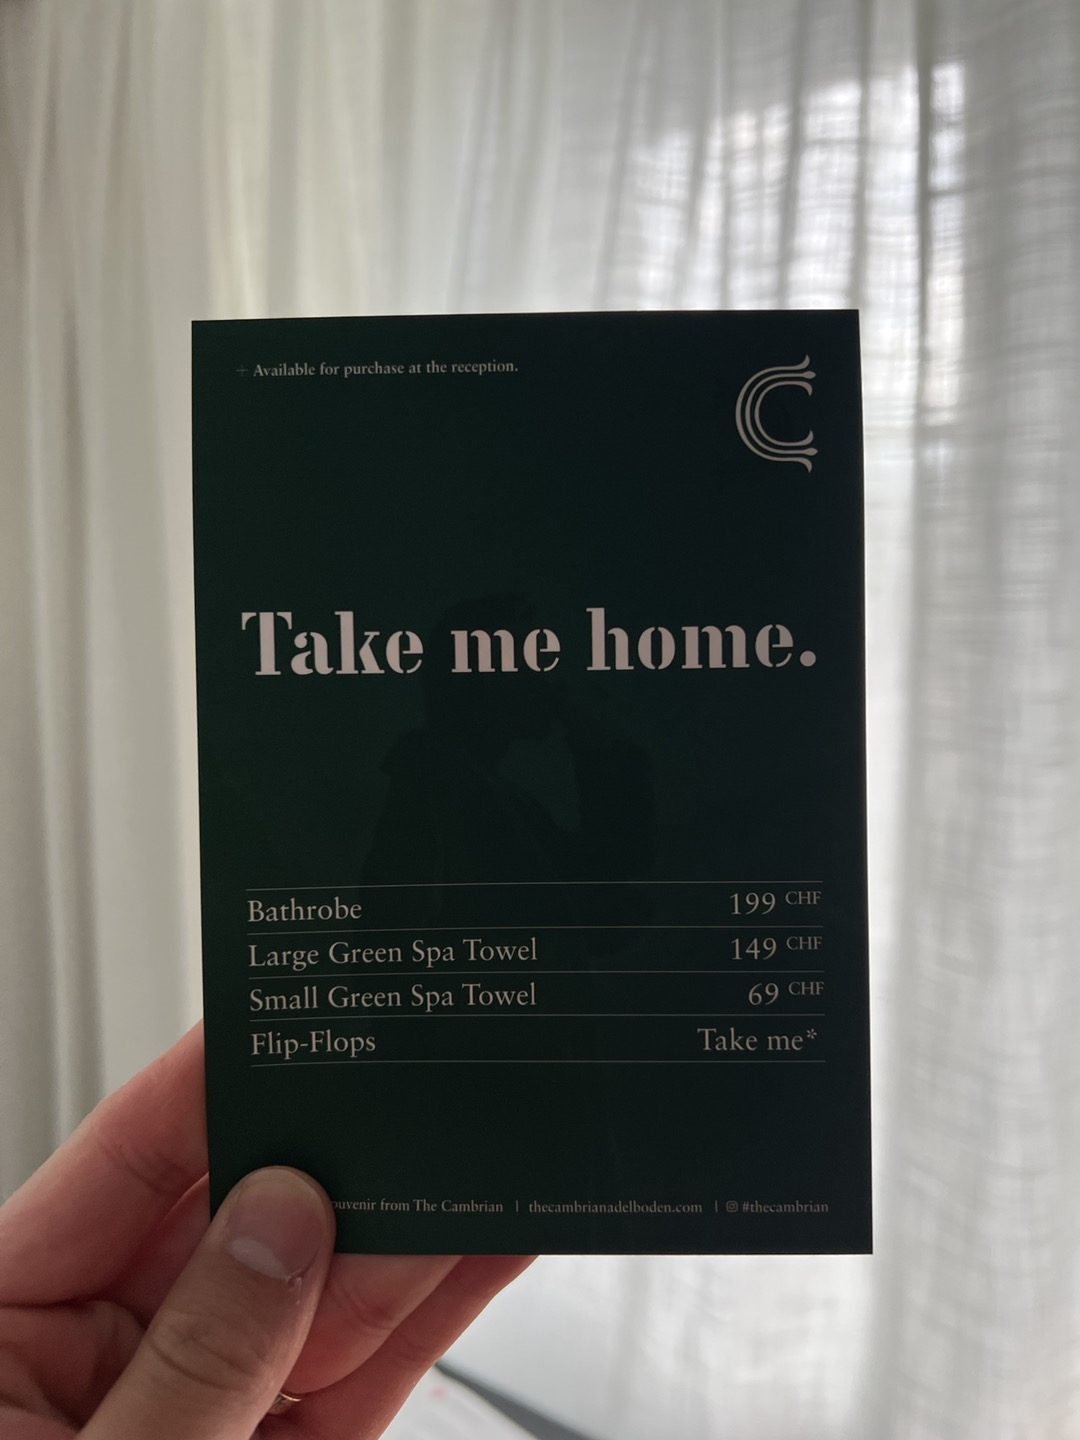 + Available for purchase at the reception.
C
Take me home.
Bathrobe 199 CHF
Large Green Spa Towel 149 CHF
Small Green Spa Towel 69 CHF
Flip-Flops Take me*
from The Cambrian | thecambrianadelboden.com | #thecambrian